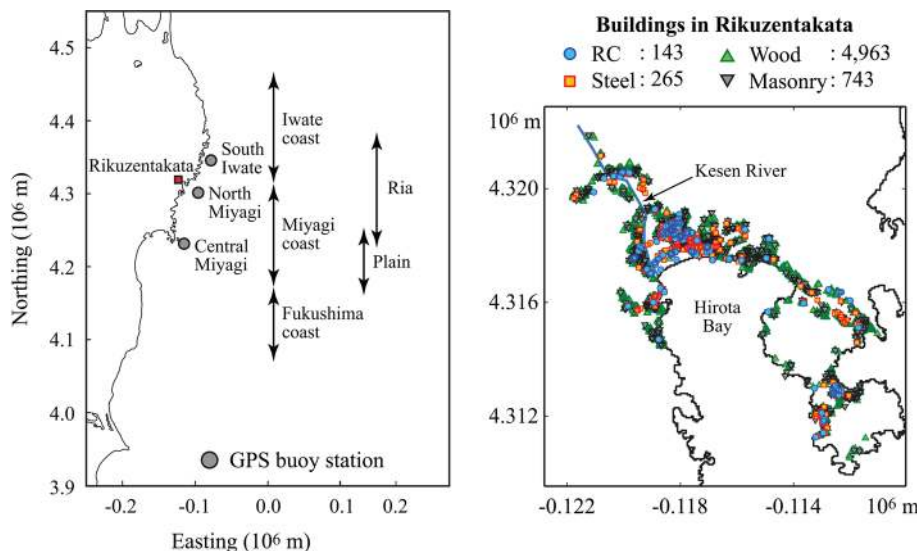 4.5
4.4
4.3
4.2
4.1
4.0
3.9
Northing (10⁶ m)
-0.2
-0.1
0.0
0.1
0.2
Easting (10⁶ m)
Rikuzentakata
South
Iwate
North
Miyagi
Central
Miyagi
Iwate
coast
Miyagi
coast
Fukushima
coast
Ria
Plain
GPS buoy station
Buildings in Rikuzentakata
RC : 143
Wood : 4,963
Steel : 265
Masonry : 743
10⁶ m
4.320
4.316
4.312
Kesen River
Hirota
Bay
-0.122
-0.118
-0.114
10⁶ m